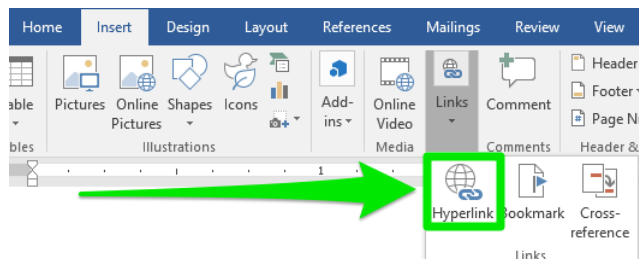 Home Insert Design Layout References Mailings Review View
able Pictures Online Pictures Shapes Icons Add-ins Online Video Links Comment Header
Footer
Page N
bles Illustrations Media Comments Header &
1
Hyperlink Bookmark Cross-reference
Links